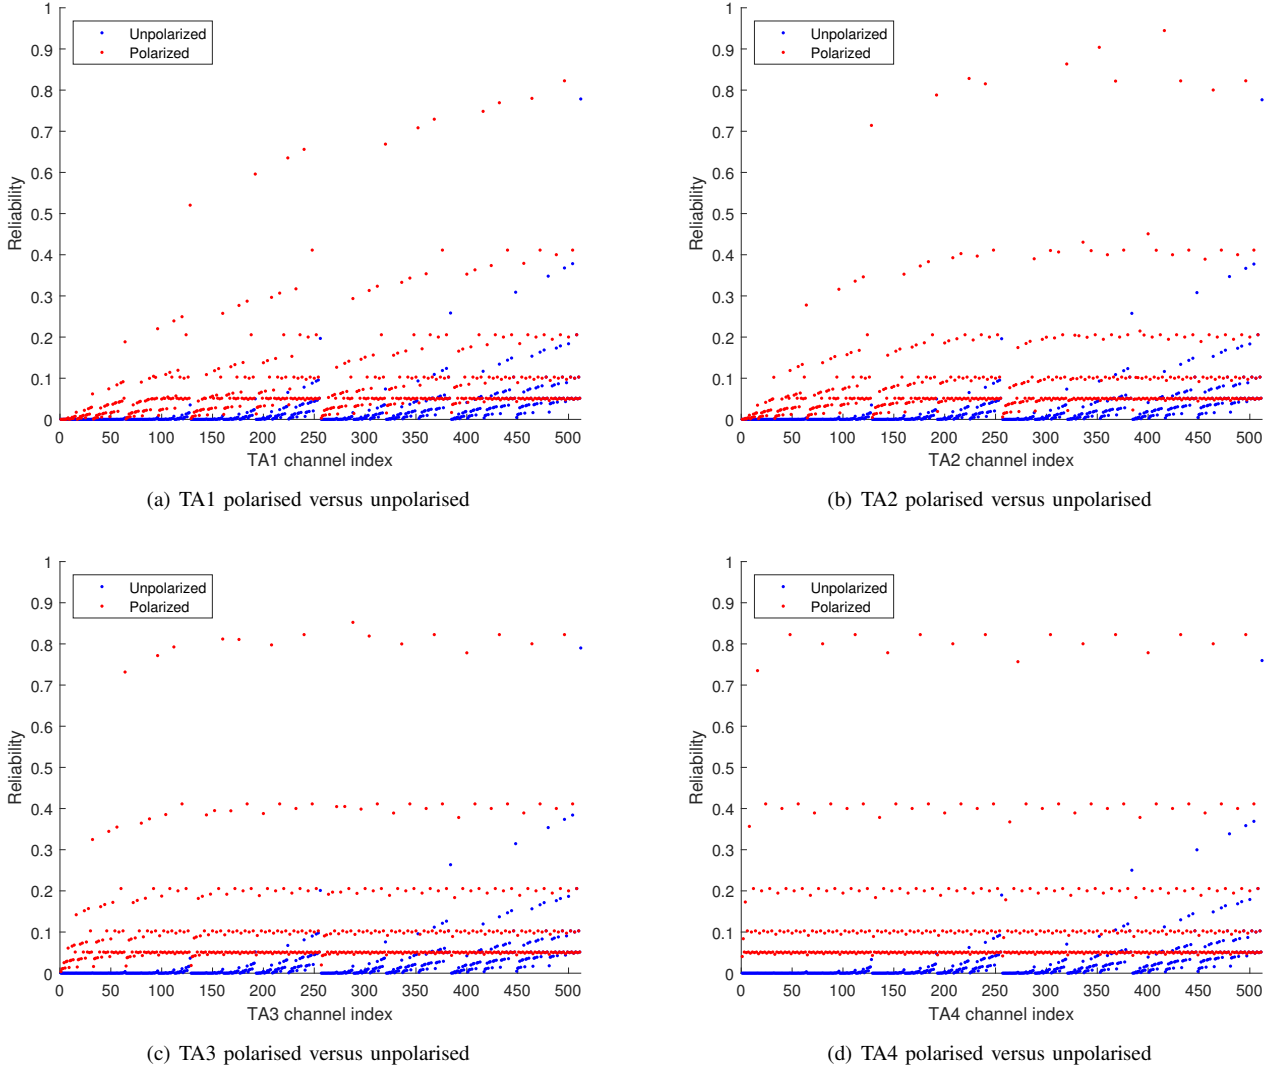 1
0.9
0.8
0.7
0.6
0.5
0.4
0.3
0.2
0.1
0
Reliability
Unpolarized
Polarized
0 50 100 150 200 250 300 350 400 450 500
TA1 channel index
(a) TA1 polarised versus unpolarised
1
0.9
0.8
0.7
0.6
0.5
0.4
0.3
0.2
0.1
0
Reliability
Unpolarized
Polarized
0 50 100 150 200 250 300 350 400 450 500
TA2 channel index
(b) TA2 polarised versus unpolarised
1
0.9
0.8
0.7
0.6
0.5
0.4
0.3
0.2
0.1
0
Reliability
Unpolarized
Polarized
0 50 100 150 200 250 300 350 400 450 500
TA3 channel index
(c) TA3 polarised versus unpolarised
1
0.9
0.8
0.7
0.6
0.5
0.4
0.3
0.2
0.1
0
Reliability
Unpolarized
Polarized
0 50 100 150 200 250 300 350 400 450 500
TA4 channel index
(d) TA4 polarised versus unpolarised